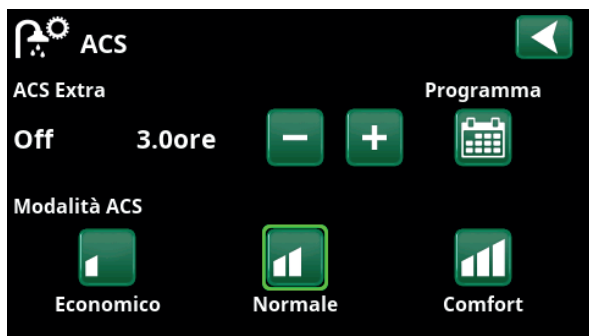 ACS
ACS Extra
Programma
Off 3.0ore
Modalità ACS
Economico Normale Comfort